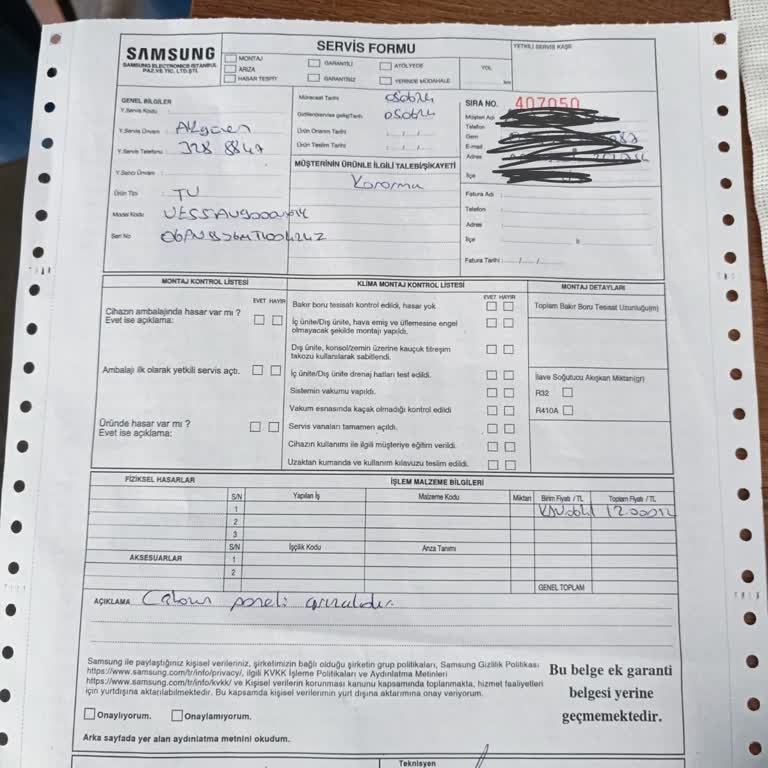 SERVİS FORMU
YETKİLİ SERVİS KAŞE
SAMSUNG
SAMSUNG ELECTRONICS İSTANBUL
PAZ.VE TİC. LTD.ŞTİ.
MONTAJ
ARIZA
HASAR TESPİT
GARANTİLİ
GARANTİSİZ
ATÖLYEDE
YERİNDE MÜDAHALE
YOL
km
GENEL BİLGİLER
Y.Servis Kodu :
Y.Servis Ünvanı :
Y.Servis Telefonu : 328 8847
Y.Satıcı Ünvanı :
Ürün Tipi : TV
Model Kodu
Seri No
Müracaat Tarihi 050624
050624
Ürün Onarım Tarihi
Ürün Teslim Tarihi
MÜŞTERİNİN ÜRÜNLE İLGİLİ TALEBİ/ŞİKAYETİ
Kararma
SIRA NO. 407050
Müşteri Adı
Telefon
Gsm
E-mail
Adres
İlçe
Fatura Adı :
Telefon :
Adres :
İlçe
Fatura Tarihi :
MONTAJ KONTROL LİSTESİ
EVET HAYIR
Cihazın ambalajında hasar var mı ?
Evet ise açıklama:
Ambalajı ilk olarak yetkili servis açtı.
Üründe hasar var mı ?
Evet ise açıklama:
KLİMA MONTAJ KONTROL LİSTESİ
EVET HAYIR
Bakır boru tesisatı kontrol edildi, hasar yok
İç ünite/Dış ünite, hava emiş ve üflemesine engel
olmayacak şekilde montajı yapıldı.
Dış ünite, konsol/zemin üzerine kauçuk titreşim
takozu kullanılarak sabitlendi.
İç ünite/Dış ünite drenaj hatları test edildi.
Sistemin vakumu yapıldı.
Vakum esnasında kaçak olmadığı kontrol edildi
Servis vanaları tamamen açıldı.
Cihazın kullanımı ile ilgili müşteriye eğitim verildi.
Uzaktan kumanda ve kullanım kılavuzu teslim edildi.
MONTAJ DETAYLARI
Toplam Bakır Boru Tesisat Uzunluğu(m)
İlave Soğutucu Akışkan Miktarı(gr)
R32
R410A
FİZİKSEL HASARLAR
İŞLEM MALZEME BİLGİLERİ
S/N Yapılan İş Malzeme Kodu Miktarı Birim Fiyatı / TL Toplam Fiyatı / TL
1
2
3
AKSESUARLAR
S/N İşçilik Kodu Arıza Tanımı
1
2
GENEL TOPLAM
AÇIKLAMA paneli arızalıdır.
Samsung ile paylaştığınız kişisel verileriniz, şirketimizin bağlı olduğu şirketin grup politikaları, Samsung Gizlilik Politikası
https://www.samsung.com/tr/info/privacy/, ilgili KVKK İşleme Politikaları ve Aydınlatma Metinleri
https://www.samsung.com/tr/info/kvkk/ ve Kişisel verilerin korunması kanunu kapsamında toplanmakta, hizmet faaliyetleri
için yurtdışına aktarılabilmektedir. Bu kapsamda kişisel verilerimin yurt dışına aktarımına onay veriyorum.
Onaylıyorum. Onaylamıyorum.
Arka sayfada yer alan aydınlatma metnini okudum.
Bu belge ek garanti
belgesi yerine
geçmemektedir.
Teknisyen